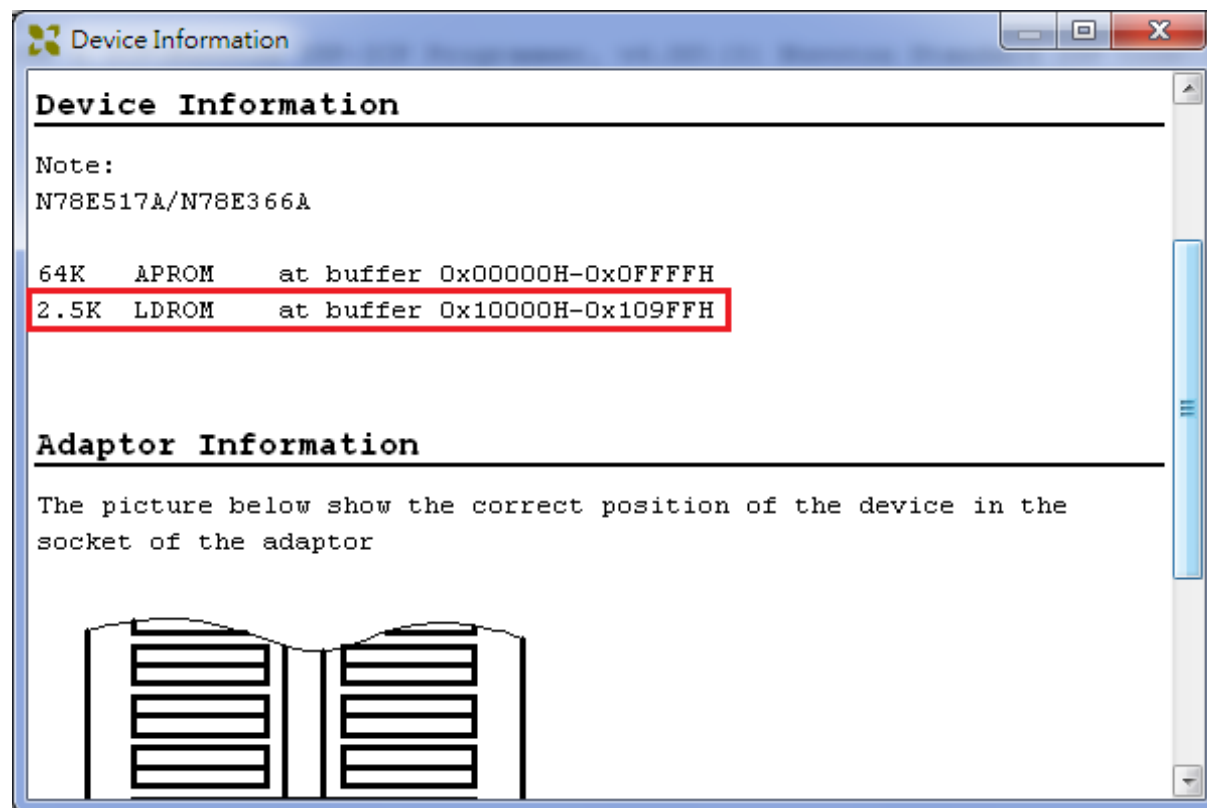 Device Information
Device Information
Note:
N78E517A/N78E366A
64K APROM at buffer 0x00000H-0x0FFFFH
2.5K LDROM at buffer 0x10000H-0x109FFH
Adaptor Information
The picture below show the correct position of the device in the
socket of the adaptor